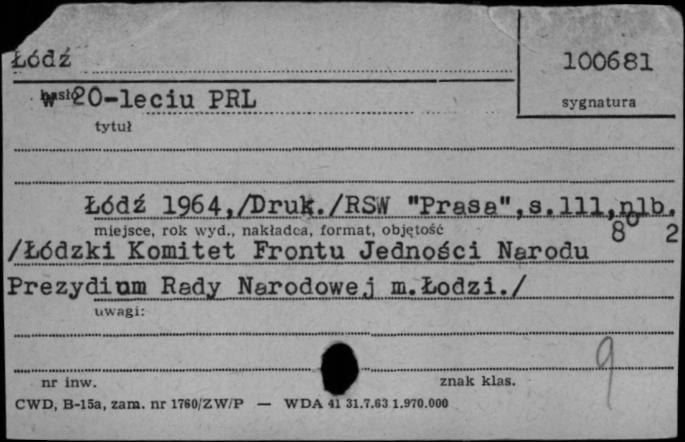 Łódź 100681
hasło
w 20-leciu PRL sygnatura
tytuł
Łódź 1964,/Druk./RSW "Prasa",s.111,nlb.
miejsce, rok wyd., nakładca, format, objętość 8° 2
/Łódzki Komitet Frontu Jedności Narodu
Prezydium Rady Narodowej m.Łodzi./
uwagi:
9
nr inw. znak klas.
CWD, B-15a, zam. nr 1760/ZW/P — WDA 41 31.7.63 1.970.000